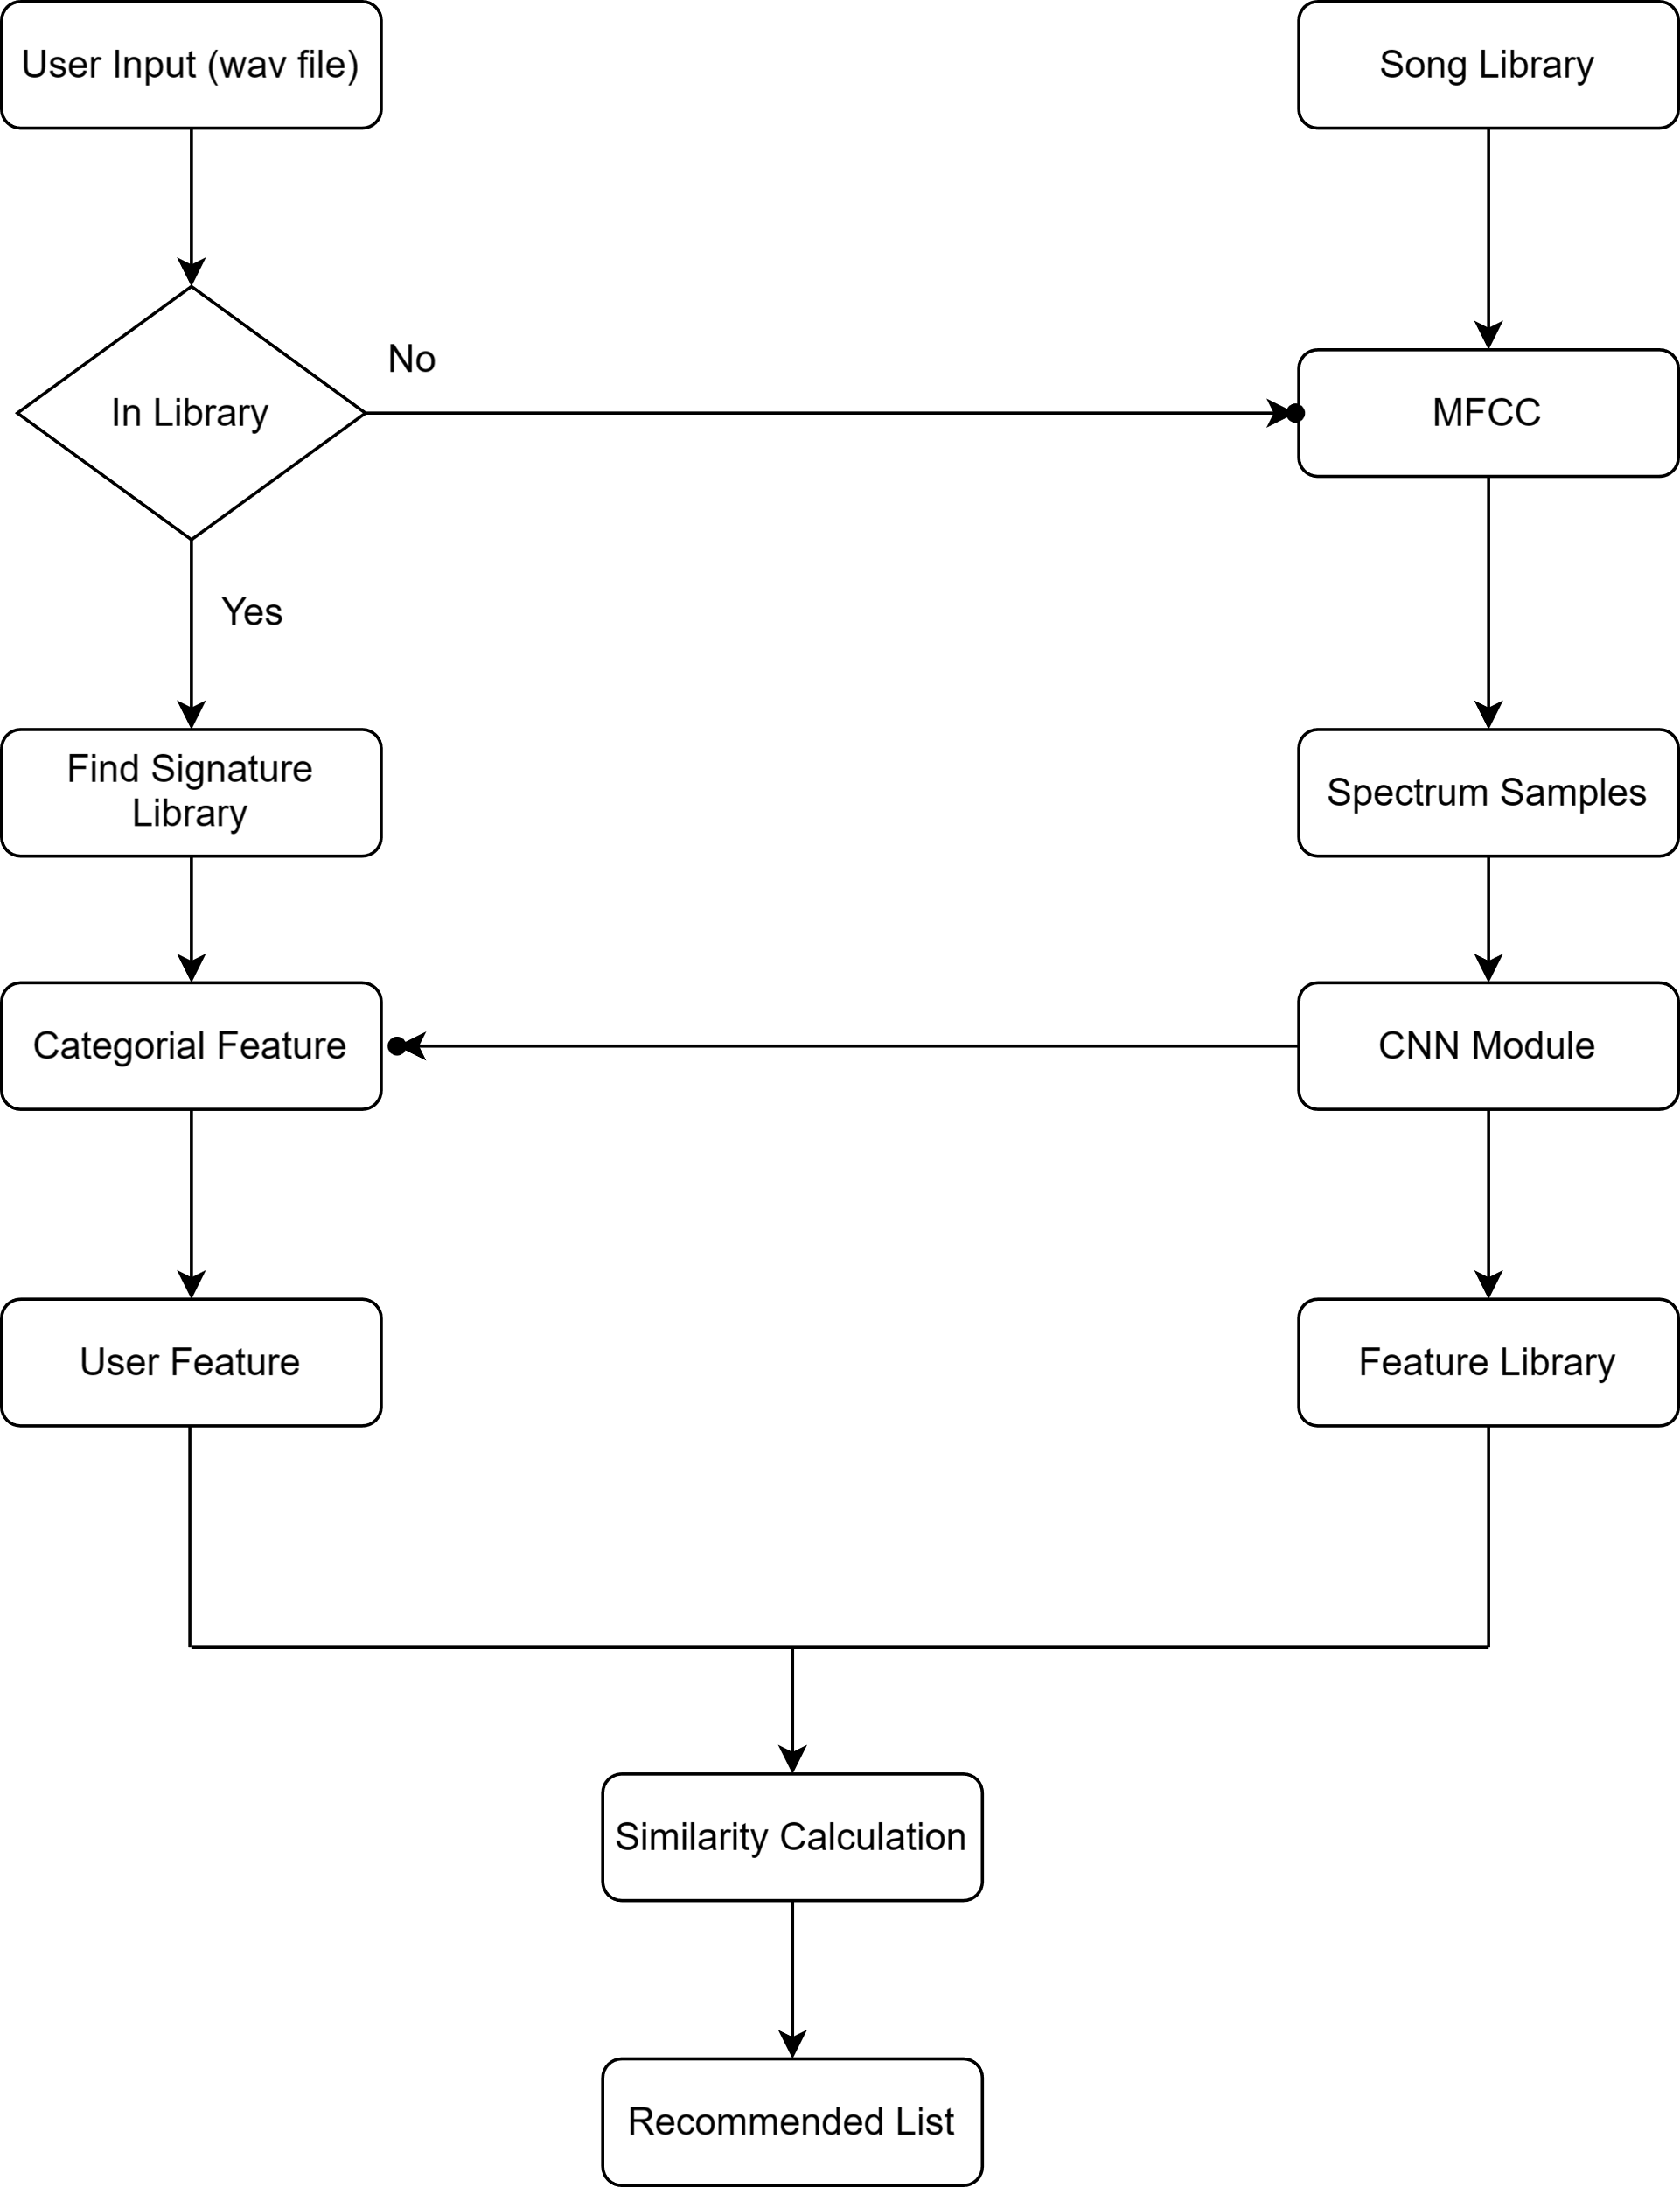 User Input (wav file)
Song Library
No
In Library
MFCC
Yes
Find Signature
Library
Spectrum Samples
Categorial Feature
CNN Module
User Feature
Feature Library
Similarity Calculation
Recommended List